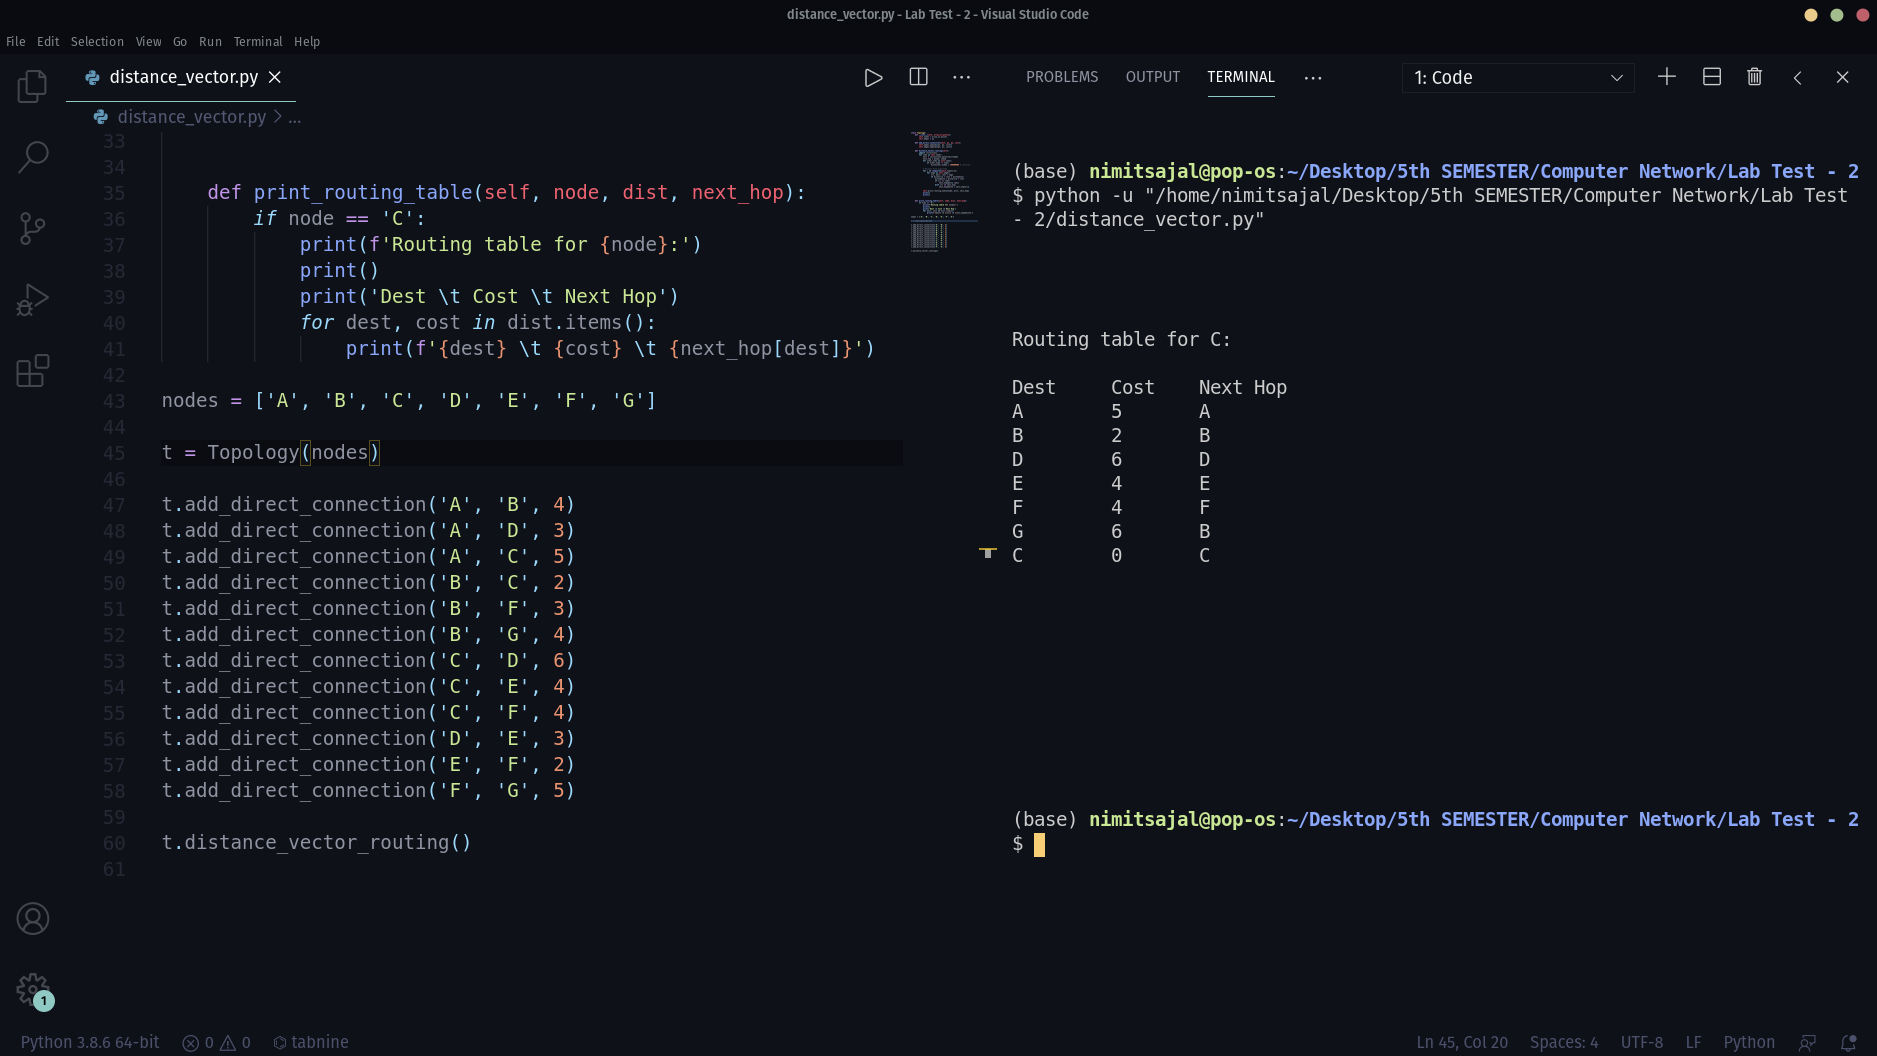 distance_vector.py - Lab Test - 2 - Visual Studio Code
File Edit Selection View Go Run Terminal Help
distance_vector.py
distance_vector.py > ...
33
34
35 def print_routing_table(self, node, dist, next_hop):
36 if node == 'C':
37 print(f'Routing table for {node}:')
38 print()
39 print('Dest \t Cost \t Next Hop')
40 for dest, cost in dist.items():
41 print(f'{dest} \t {cost} \t {next_hop[dest]}')
42
43 nodes = ['A', 'B', 'C', 'D', 'E', 'F', 'G']
44
45 t = Topology(nodes)
46
47 t.add_direct_connection('A', 'B', 4)
48 t.add_direct_connection('A', 'D', 3)
49 t.add_direct_connection('A', 'C', 5)
50 t.add_direct_connection('B', 'C', 2)
51 t.add_direct_connection('B', 'F', 3)
52 t.add_direct_connection('B', 'G', 4)
53 t.add_direct_connection('C', 'D', 6)
54 t.add_direct_connection('C', 'E', 4)
55 t.add_direct_connection('C', 'F', 4)
56 t.add_direct_connection('D', 'E', 3)
57 t.add_direct_connection('E', 'F', 2)
58 t.add_direct_connection('F', 'G', 5)
59
60 t.distance_vector_routing()
61
PROBLEMS OUTPUT TERMINAL ... 1: Code
(base) nimitsajal@pop-os:~/Desktop/5th SEMESTER/Computer Network/Lab Test - 2
$ python -u "/home/nimitsajal/Desktop/5th SEMESTER/Computer Network/Lab Test
- 2/distance_vector.py"
Routing table for C:
Dest Cost Next Hop
A 5 A
B 2 B
D 6 D
E 4 E
F 4 F
G 6 B
C 0 C
(base) nimitsajal@pop-os:~/Desktop/5th SEMESTER/Computer Network/Lab Test - 2
$
1
Python 3.8.6 64-bit 0 0 tabnine Ln 45, Col 20 Spaces: 4 UTF-8 LF Python